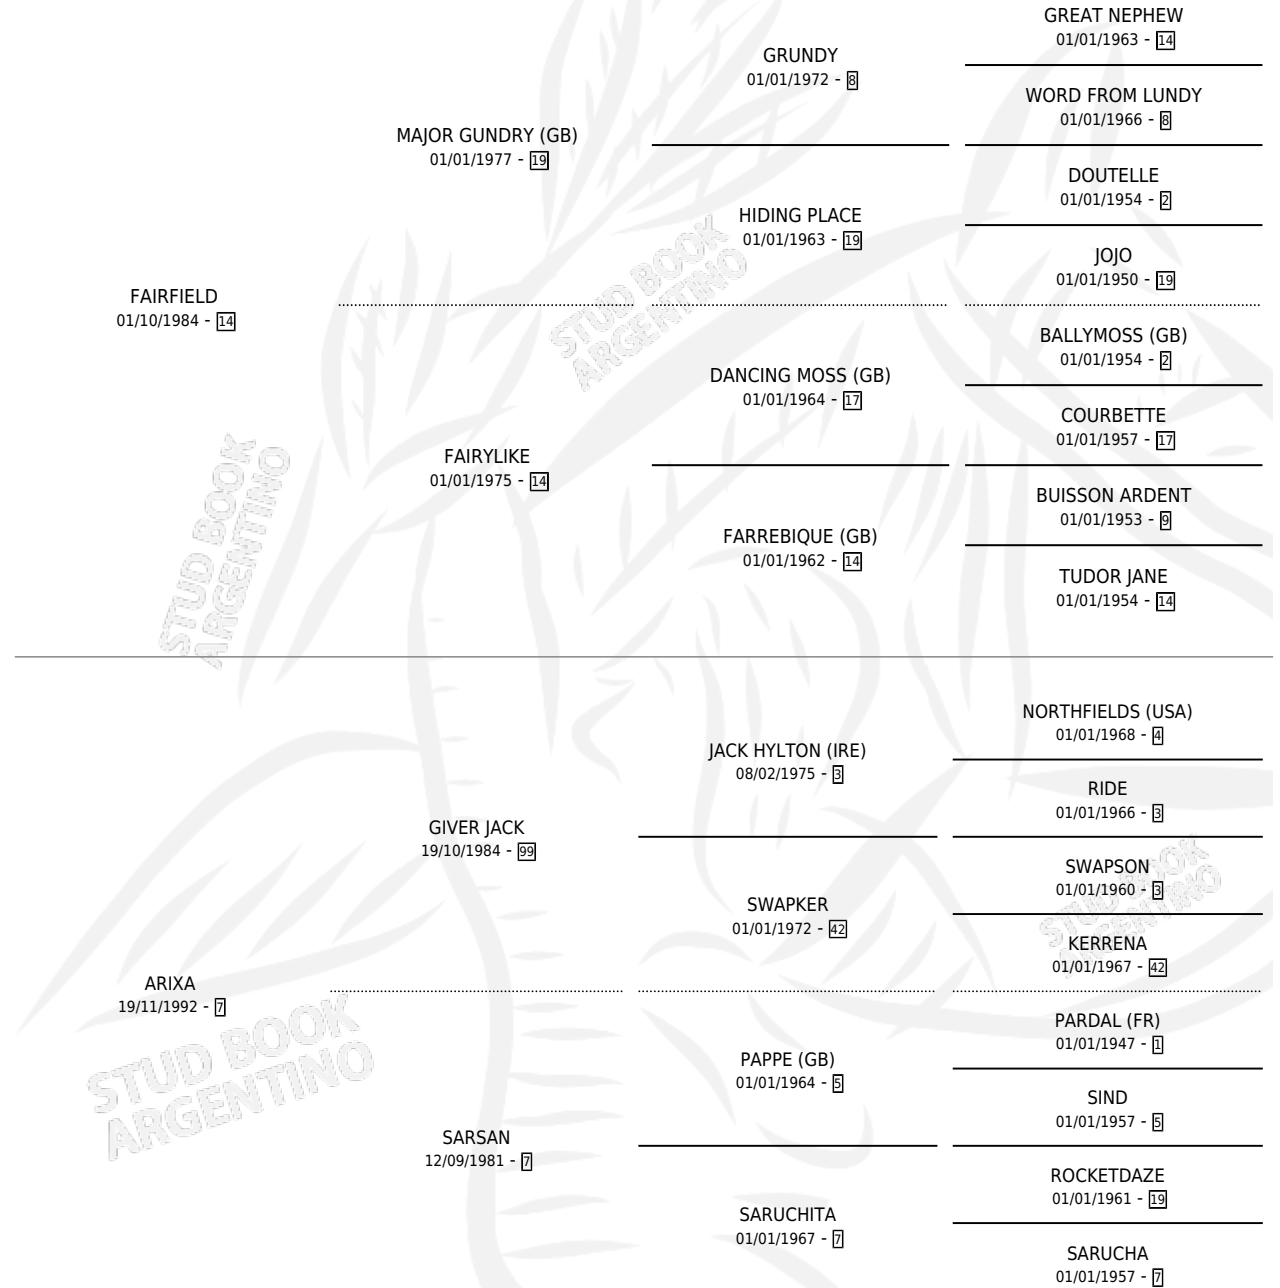 GREAT NEPHEW
01/01/1963 - 14
GRUNDY
01/01/1972 - 8
WORD FROM LUNDY
01/01/1966 - 8
MAJOR GUNDRY (GB)
01/01/1977 - 19
DOUTELLE
01/01/1954 - 2
HIDING PLACE
01/01/1963 - 19
JOJO
01/01/1950 - 19
FAIRFIELD
01/10/1984 - 14
BALLYMOSS (GB)
01/01/1954 - 2
DANCING MOSS (GB)
01/01/1964 - 17
COURBETTE
01/01/1957 - 17
FAIRYLIKE
01/01/1975 - 14
BUISSON ARDENT
01/01/1953 - 9
FARREBIQUE (GB)
01/01/1962 - 14
TUDOR JANE
01/01/1954 - 14
NORTHFIELDS (USA)
01/01/1968 - 4
JACK HYLTON (IRE)
08/02/1975 - 3
RIDE
01/01/1966 - 3
GIVER JACK
19/10/1984 - 99
SWAPSON
01/01/1960 - 3
SWAPKER
01/01/1972 - 42
KERRENA
01/01/1967 - 42
ARIXA
19/11/1992 - 7
PARDAL (FR)
01/01/1947 - 1
PAPPE (GB)
01/01/1964 - 5
SIND
01/01/1957 - 5
SARSAN
12/09/1981 - 7
ROCKETDAZE
01/01/1961 - 19
SARUCHITA
01/01/1967 - 7
SARUCHA
01/01/1957 - 7
STUD BOOK
ARGENTINO
STUD BOOK
ARGENTINO
STUD BOOK
ARGENTINO
STUD BOOK
ARGENTINO